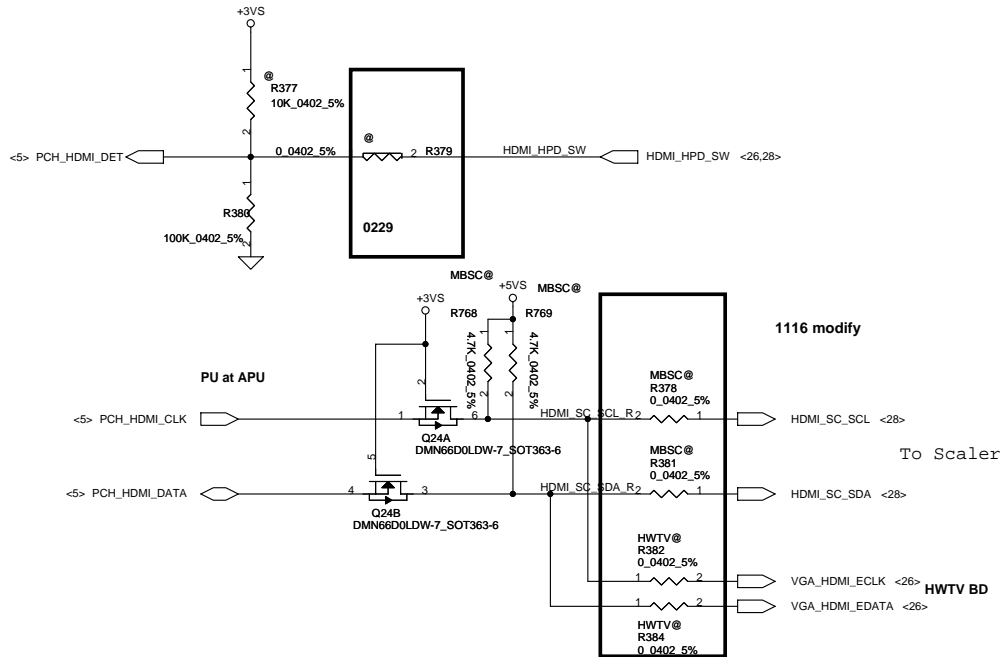 +3VS
1
@
R377
10K_0402_5%
2
@
<5> PCH_HDMI_DET
0_0402_5%
2
R379
HDMI_HPD_SW
HDMI_HPD_SW <26,28>
1
R380
100K_0402_5%
2
0229
MBSC@
+3VS
+5VS
MBSC@
R768
R769
1
1
4.7K_0402_5%
4.7K_0402_5%
2
2
1116 modify
PU at APU
2
MBSC@
R378
0_0402_5%
<5> PCH_HDMI_CLK
1
6
HDMI_SC_SCL_R
2
1
HDMI_SC_SCL <28>
Q24A
DMN66D0LDW-7_SOT363-6
To Scaler
5
MBSC@
R381
0_0402_5%
<5> PCH_HDMI_DATA
4
3
HDMI_SC_SDA_R
2
1
HDMI_SC_SDA <28>
Q24B
DMN66D0LDW-7_SOT363-6
HWTV@
R382
0_0402_5%
1
2
VGA_HDMI_ECLK <26>
HWTV BD
1
2
VGA_HDMI_EDATA <26>
HWTV@
R384
0_0402_5%